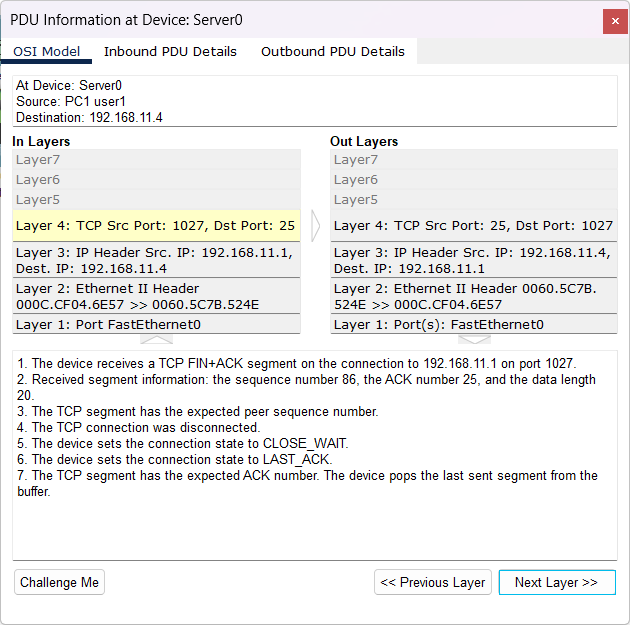 PDU Information at Device: Server0
OSI Model Inbound PDU Details Outbound PDU Details
At Device: Server0
Source: PC1 user1
Destination: 192.168.11.4
In Layers
Layer7
Layer6
Layer5
Layer 4: TCP Src Port: 1027, Dst Port: 25
Layer 3: IP Header Src. IP: 192.168.11.1,
Dest. IP: 192.168.11.4
Layer 2: Ethernet II Header
000C.CF04.6E57 >> 0060.5C7B.524E
Layer 1: Port FastEthernet0
Out Layers
Layer7
Layer6
Layer5
Layer 4: TCP Src Port: 25, Dst Port: 1027
Layer 3: IP Header Src. IP: 192.168.11.4,
Dest. IP: 192.168.11.1
Layer 2: Ethernet II Header 0060.5C7B.
524E >> 000C.CF04.6E57
Layer 1: Port(s): FastEthernet0
1. The device receives a TCP FIN+ACK segment on the connection to 192.168.11.1 on port 1027.
2. Received segment information: the sequence number 86, the ACK number 25, and the data length
20.
3. The TCP segment has the expected peer sequence number.
4. The TCP connection was disconnected.
5. The device sets the connection state to CLOSE_WAIT.
6. The device sets the connection state to LAST_ACK.
7. The TCP segment has the expected ACK number. The device pops the last sent segment from the
buffer.
Challenge Me << Previous Layer Next Layer >>